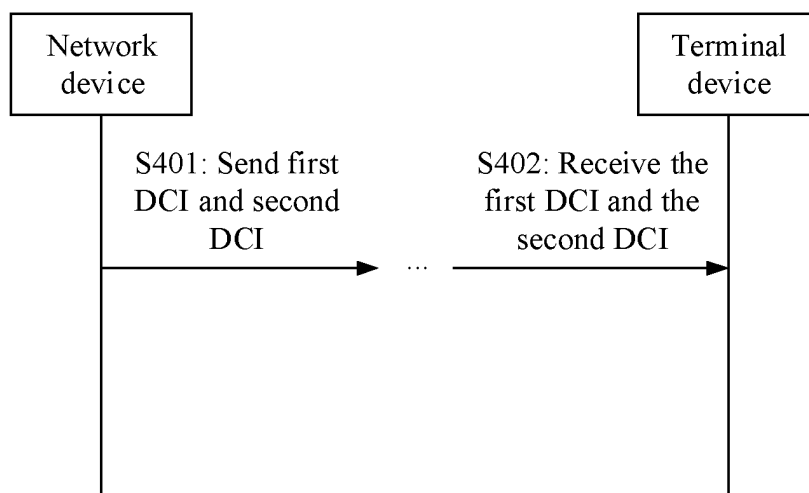 Network
device
Terminal
device
S401: Send first
DCI and second
DCI
S402: Receive the
first DCI and the
second DCI
...